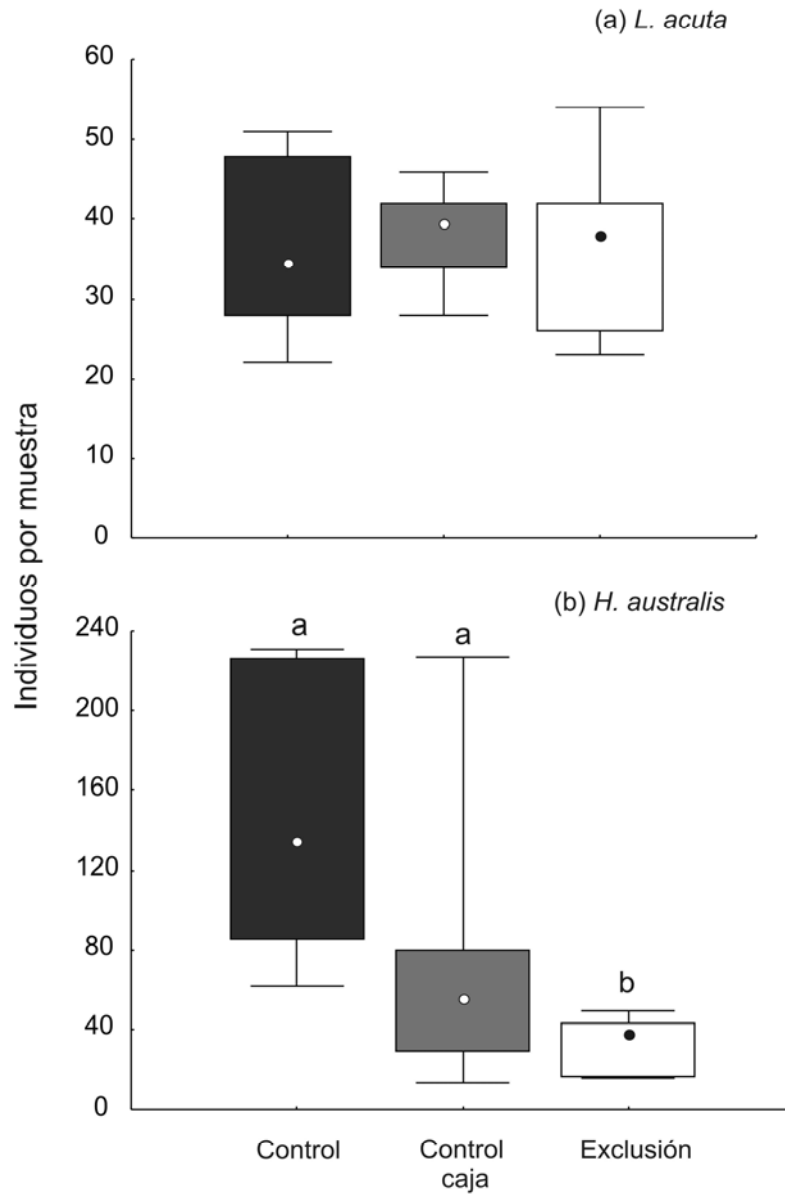 (a) L. acuta
60
50
40
30
20
10
0
Individuos por muestra
(b) H. australis
240
200
160
120
80
40
0
a
a
b
Control
Control
caja
Exclusión